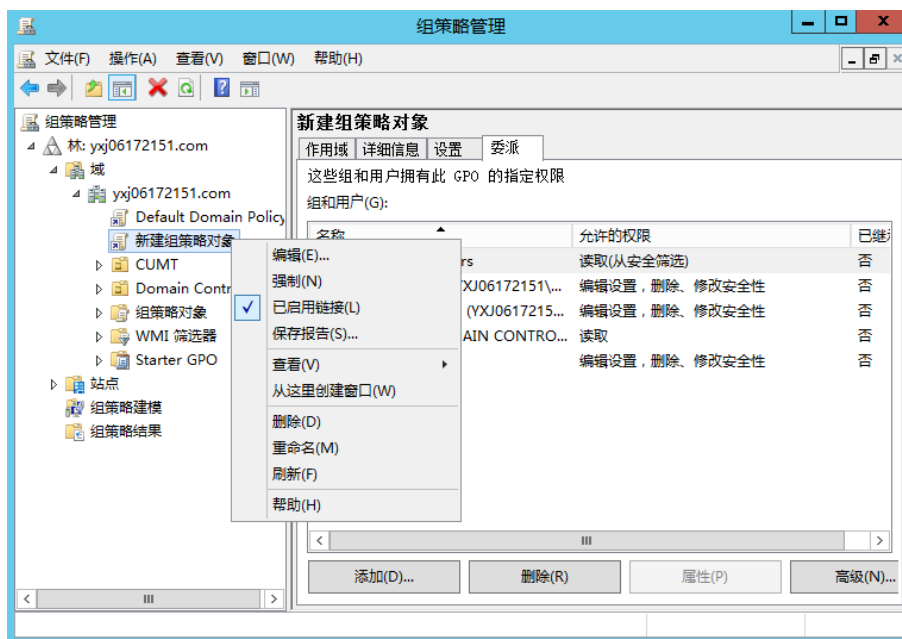 组策略管理
文件(F) 操作(A) 查看(V) 窗口(W) 帮助(H)
组策略管理
林: yxj06172151.com
域
yxj06172151.com
Default Domain Policy
新建组策略对象
CUMT
Domain Contr
组策略对象
WMI 筛选器
Starter GPO
站点
组策略建模
组策略结果
编辑(E)...
强制(N)
已启用链接(L)
保存报告(S)...
查看(V)
从这里创建窗口(W)
删除(D)
重命名(M)
刷新(F)
帮助(H)
新建组策略对象
作用域 详细信息 设置 委派
这些组和用户拥有此 GPO 的指定权限
组和用户(G):
名称 允许的权限 已继
rs 读取(从安全筛选) 否
YXJ06172151\... 编辑设置，删除、修改安全性 否
(YXJ0617215... 编辑设置，删除、修改安全性 否
AIN CONTRO... 读取 否
编辑设置，删除、修改安全性 否
添加(D)... 删除(R) 属性(P) 高级(N)...